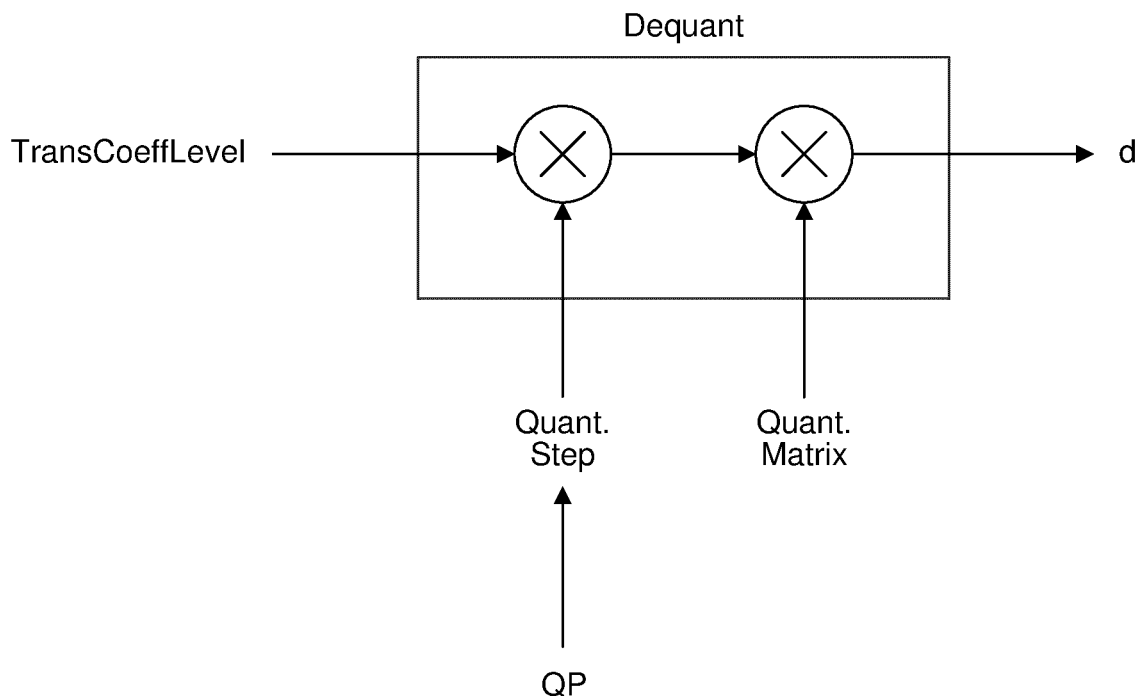 Dequant
TransCoeffLevel
d
Quant.
Step
Quant.
Matrix
QP